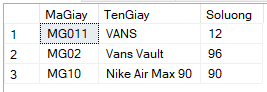 MaGiay TenGiay Soluong
1 MG011 VANS 12
2 MG02 Vans Vault 96
3 MG10 Nike Air Max 90 90